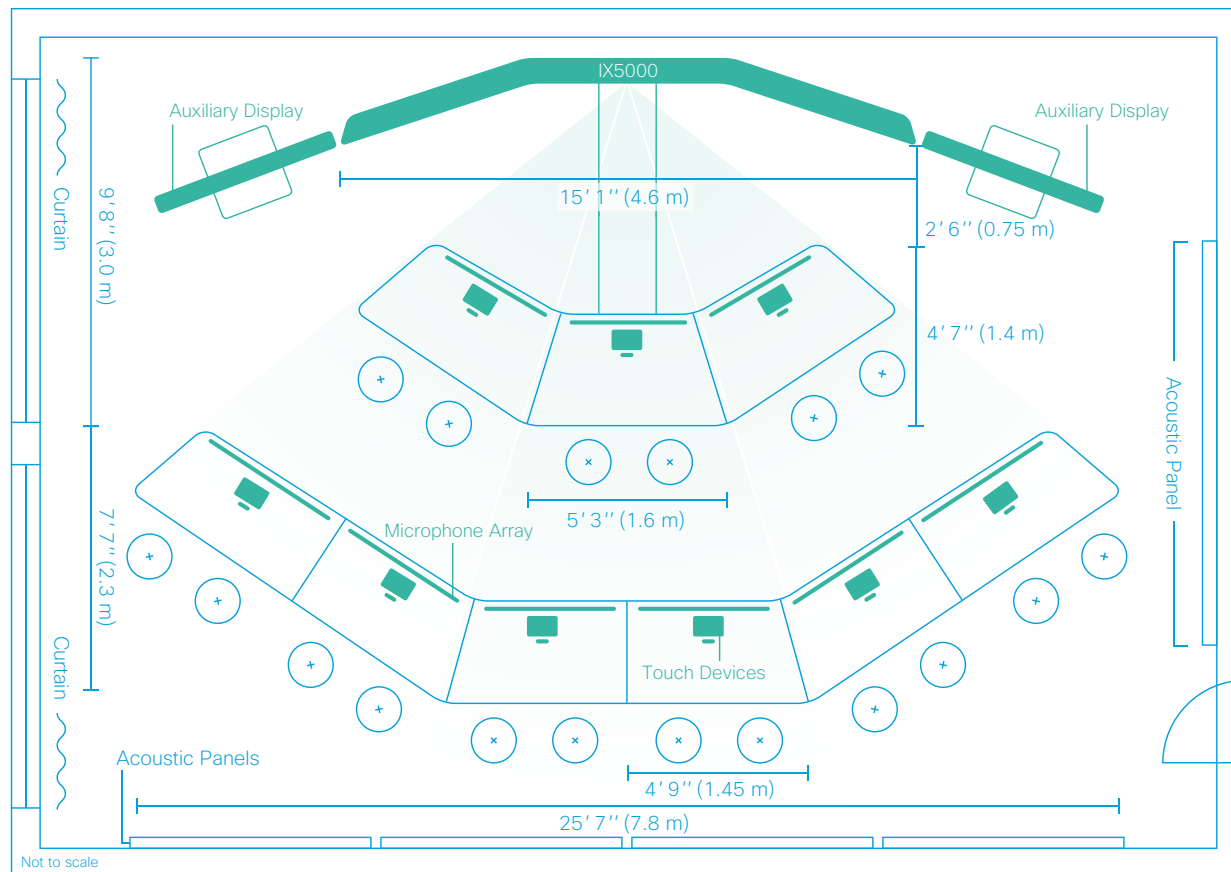 IX5000
Auxiliary Display
Auxiliary Display
Curtain
9' 8'' (3.0 m)
15' 1'' (4.6 m)
2' 6'' (0.75 m)
4' 7'' (1.4 m)
Acoustic Panel
5' 3'' (1.6 m)
Microphone Array
7' 7'' (2.3 m)
Curtain
Touch Devices
Acoustic Panels
4' 9'' (1.45 m)
25' 7'' (7.8 m)
Not to scale